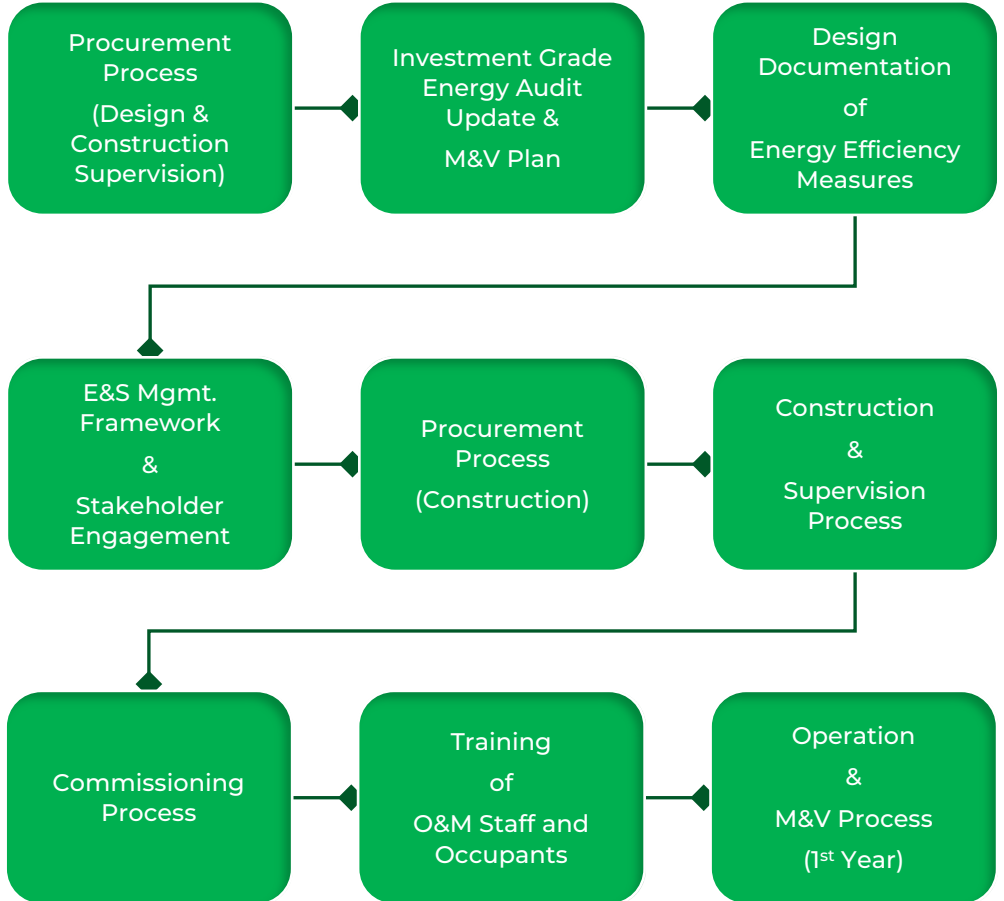 Procurement
Process
(Design &
Construction
Supervision)
Investment Grade
Energy Audit
Update &
M&V Plan
Design
Documentation
of
Energy Efficiency
Measures
E&S Mgmt.
Framework
&
Stakeholder
Engagement
Procurement
Process
(Construction)
Construction
&
Supervision
Process
Commissioning
Process
Training
of
O&M Staff and
Occupants
Operation
&
M&V Process
(1st Year)